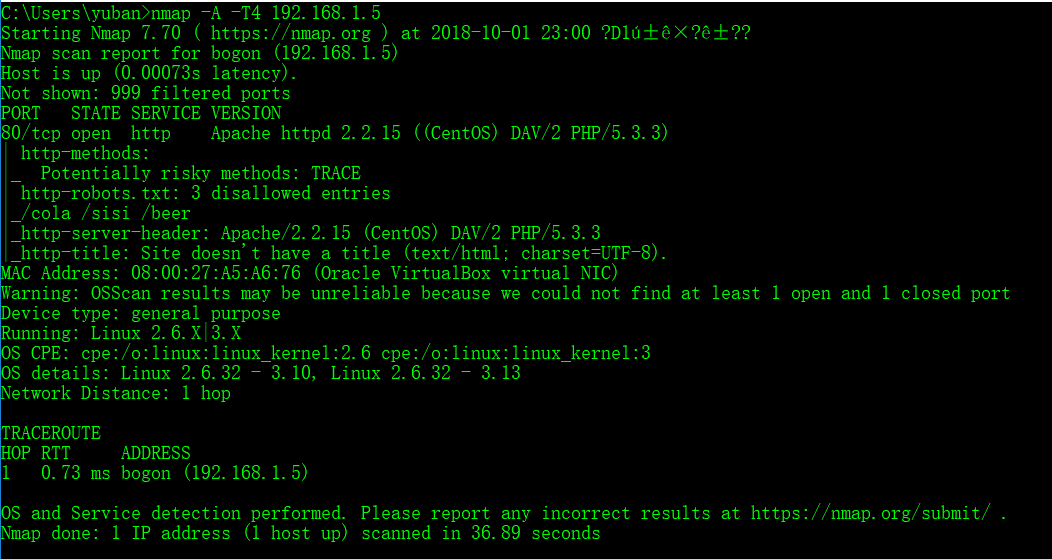 C:\Users\yuban>nmap -A -T4 192.168.1.5
Starting Nmap 7.70 ( https://nmap.org ) at 2018-10-01 23:00 ?D1ú±ê×?ê±??
Nmap scan report for bogon (192.168.1.5)
Host is up (0.00073s latency).
Not shown: 999 filtered ports
PORT   STATE SERVICE VERSION
80/tcp open  http    Apache httpd 2.2.15 ((CentOS) DAV/2 PHP/5.3.3)
| http-methods:
|_  Potentially risky methods: TRACE
| http-robots.txt: 3 disallowed entries
|_/cola /sisi /beer
|_http-server-header: Apache/2.2.15 (CentOS) DAV/2 PHP/5.3.3
|_http-title: Site doesn't have a title (text/html; charset=UTF-8).
MAC Address: 08:00:27:A5:A6:76 (Oracle VirtualBox virtual NIC)
Warning: OSScan results may be unreliable because we could not find at least 1 open and 1 closed port
Device type: general purpose
Running: Linux 2.6.X|3.X
OS CPE: cpe:/o:linux:linux_kernel:2.6 cpe:/o:linux:linux_kernel:3
OS details: Linux 2.6.32 - 3.10, Linux 2.6.32 - 3.13
Network Distance: 1 hop
TRACEROUTE
HOP RTT     ADDRESS
1   0.73 ms bogon (192.168.1.5)
OS and Service detection performed. Please report any incorrect results at https://nmap.org/submit/ .
Nmap done: 1 IP address (1 host up) scanned in 36.89 seconds